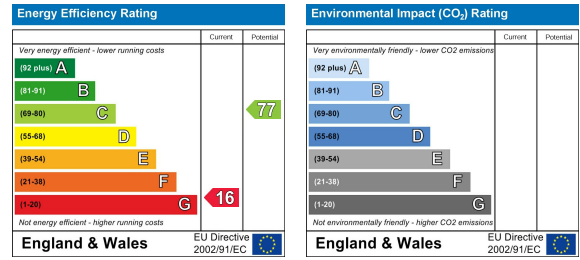 Energy Efficiency Rating
Current Potential
Very energy efficient - lower running costs
(92 plus) A
(81-91) B
(69-80) C
77
(55-68) D
(39-54) E
(21-38) F
(1-20) G
16
Not energy efficient - higher running costs
England & Wales
EU Directive
2002/91/EC
Environmental Impact (CO₂) Rating
Current Potential
Very environmentally friendly - lower CO2 emissions
(92 plus) A
(81-91) B
(69-80) C
(55-68) D
(39-54) E
(21-38) F
(1-20) G
Not environmentally friendly - higher CO2 emissions
England & Wales
EU Directive
2002/91/EC